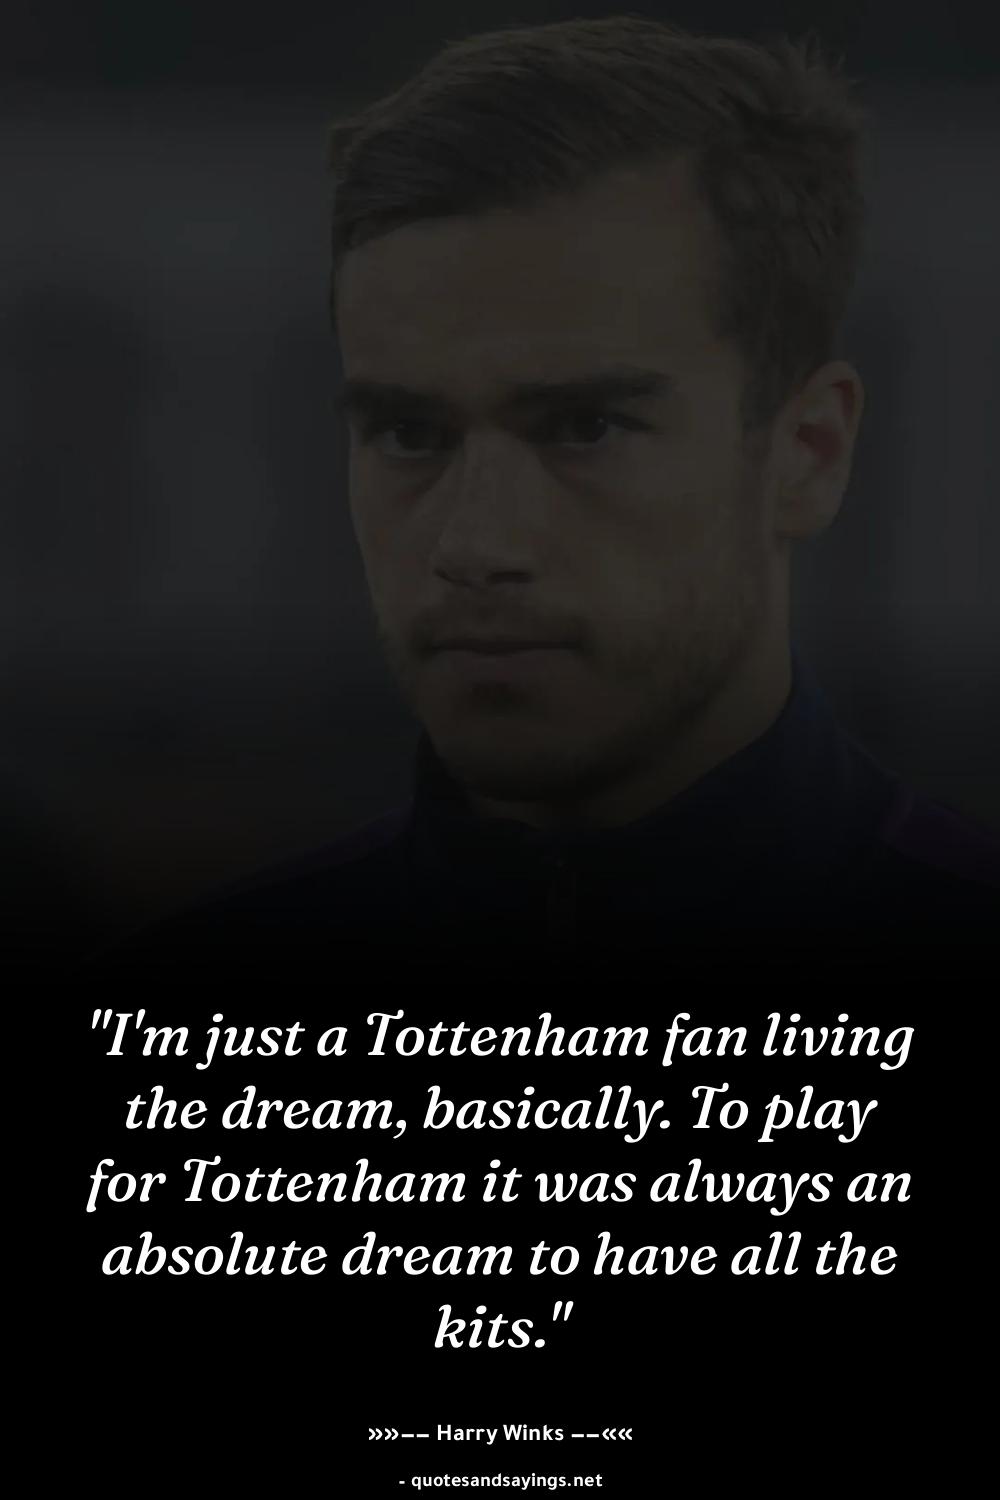 "I'm just a Tottenham fan living
the dream, basically. To play
for Tottenham it was always an
absolute dream to have all the
kits."
»»−− Harry Winks −−««
- quotesandsayings.net